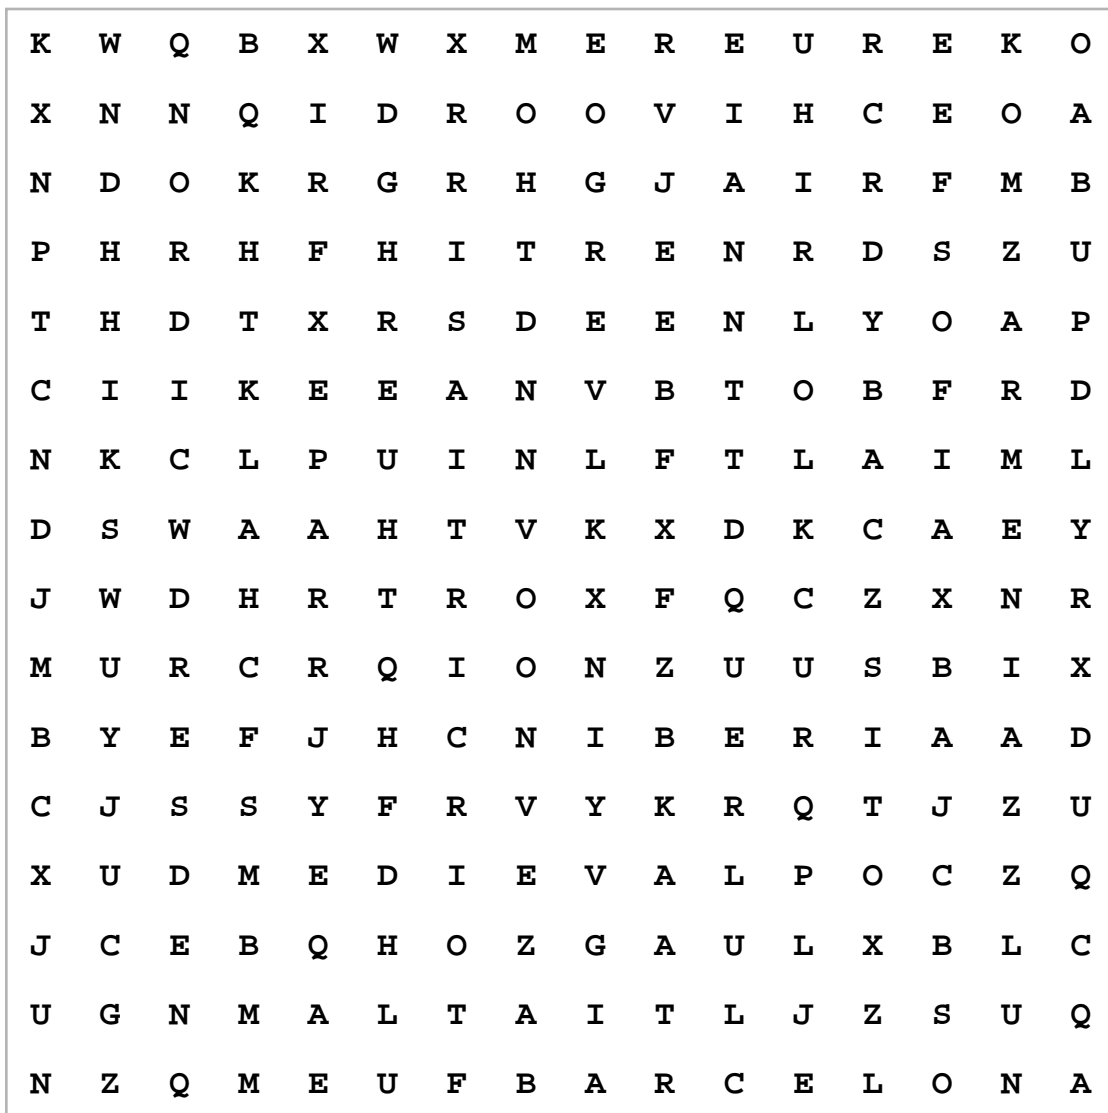 K W Q B X W X M E R E U R E K O
X N N Q I D R O O V I H C E O A
N D O K R G R H G J A I R F M B
P H R H F H I T R E N R D S Z U
T H D T X R S D E E N L Y O A P
C I I K E E A N V B T O B F R D
N K C L P U I N L F T L A I M L
D S W A A H T V K X D K C A E Y
J W D H R T R O X F Q C Z X N R
M U R C R Q I O N Z U U S B I X
B Y E F J H C N I B E R I A A D
C J S S Y F R V Y K R Q T J Z U
X U D M E D I E V A L P O C Z Q
J C E B Q H O Z G A U L X B L C
U G N M A L T A I T L J Z S U Q
N Z Q M E U F B A R C E L O N A